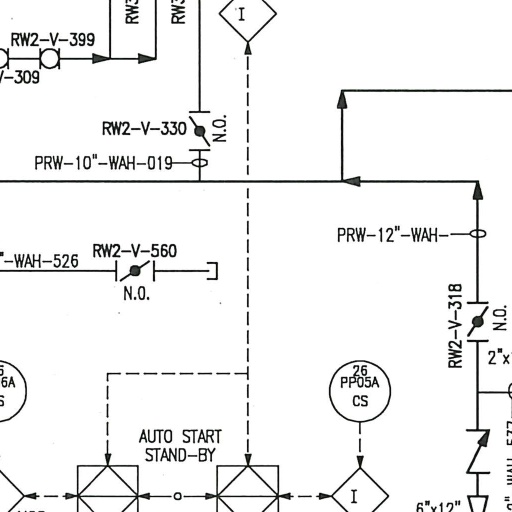 I
RW3
RW3
RW2-V-399
V-309
RW2-V-330
N.O.
PRW-10"-WAH-019
PRW-12"-WAH-
"-WAH-526
RW2-V-560
N.O.
RW2-V-318
N.O.
2"x
6A
S
26
PP05A
CS
AUTO START
STAND-BY
I
6"x12"